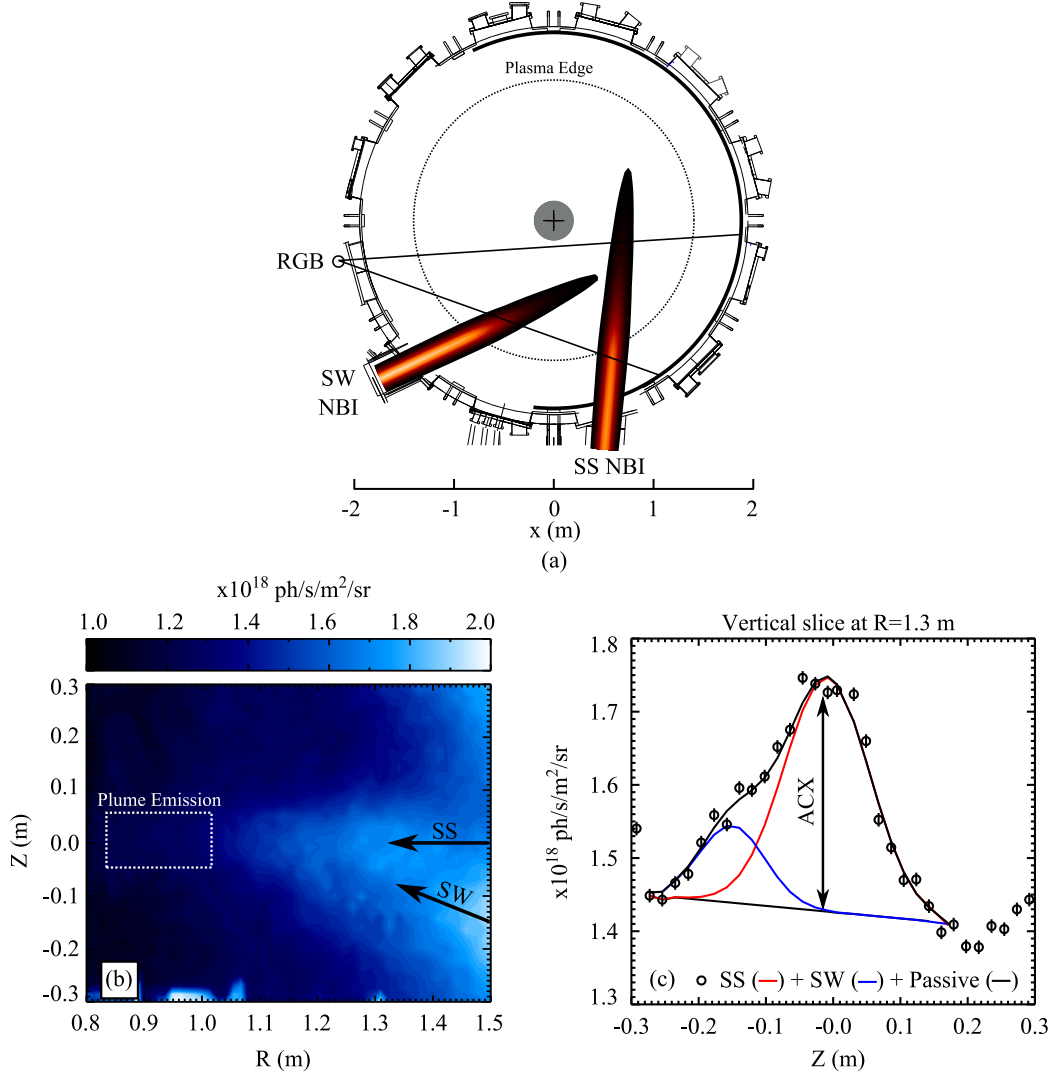 Plasma Edge
RGB
SW
NBI
SS NBI
-2 -1 0 1 2
x (m)
(a)
x10^18 ph/s/m^2/sr
1.0 1.2 1.4 1.6 1.8 2.0
0.3
0.2
0.1
0.0
-0.1
-0.2
-0.3
Z (m)
Plume Emission
SS
SW
(b)
0.8 0.9 1.0 1.1 1.2 1.3 1.4 1.5
R (m)
Vertical slice at R=1.3 m
1.8
1.7
1.6
1.5
1.4
1.3
x10^18 ph/s/m^2/sr
ACX
(c) SS (—) + SW (—) + Passive (—)
-0.3 -0.2 -0.1 -0.0 0.1 0.2 0.3
Z (m)